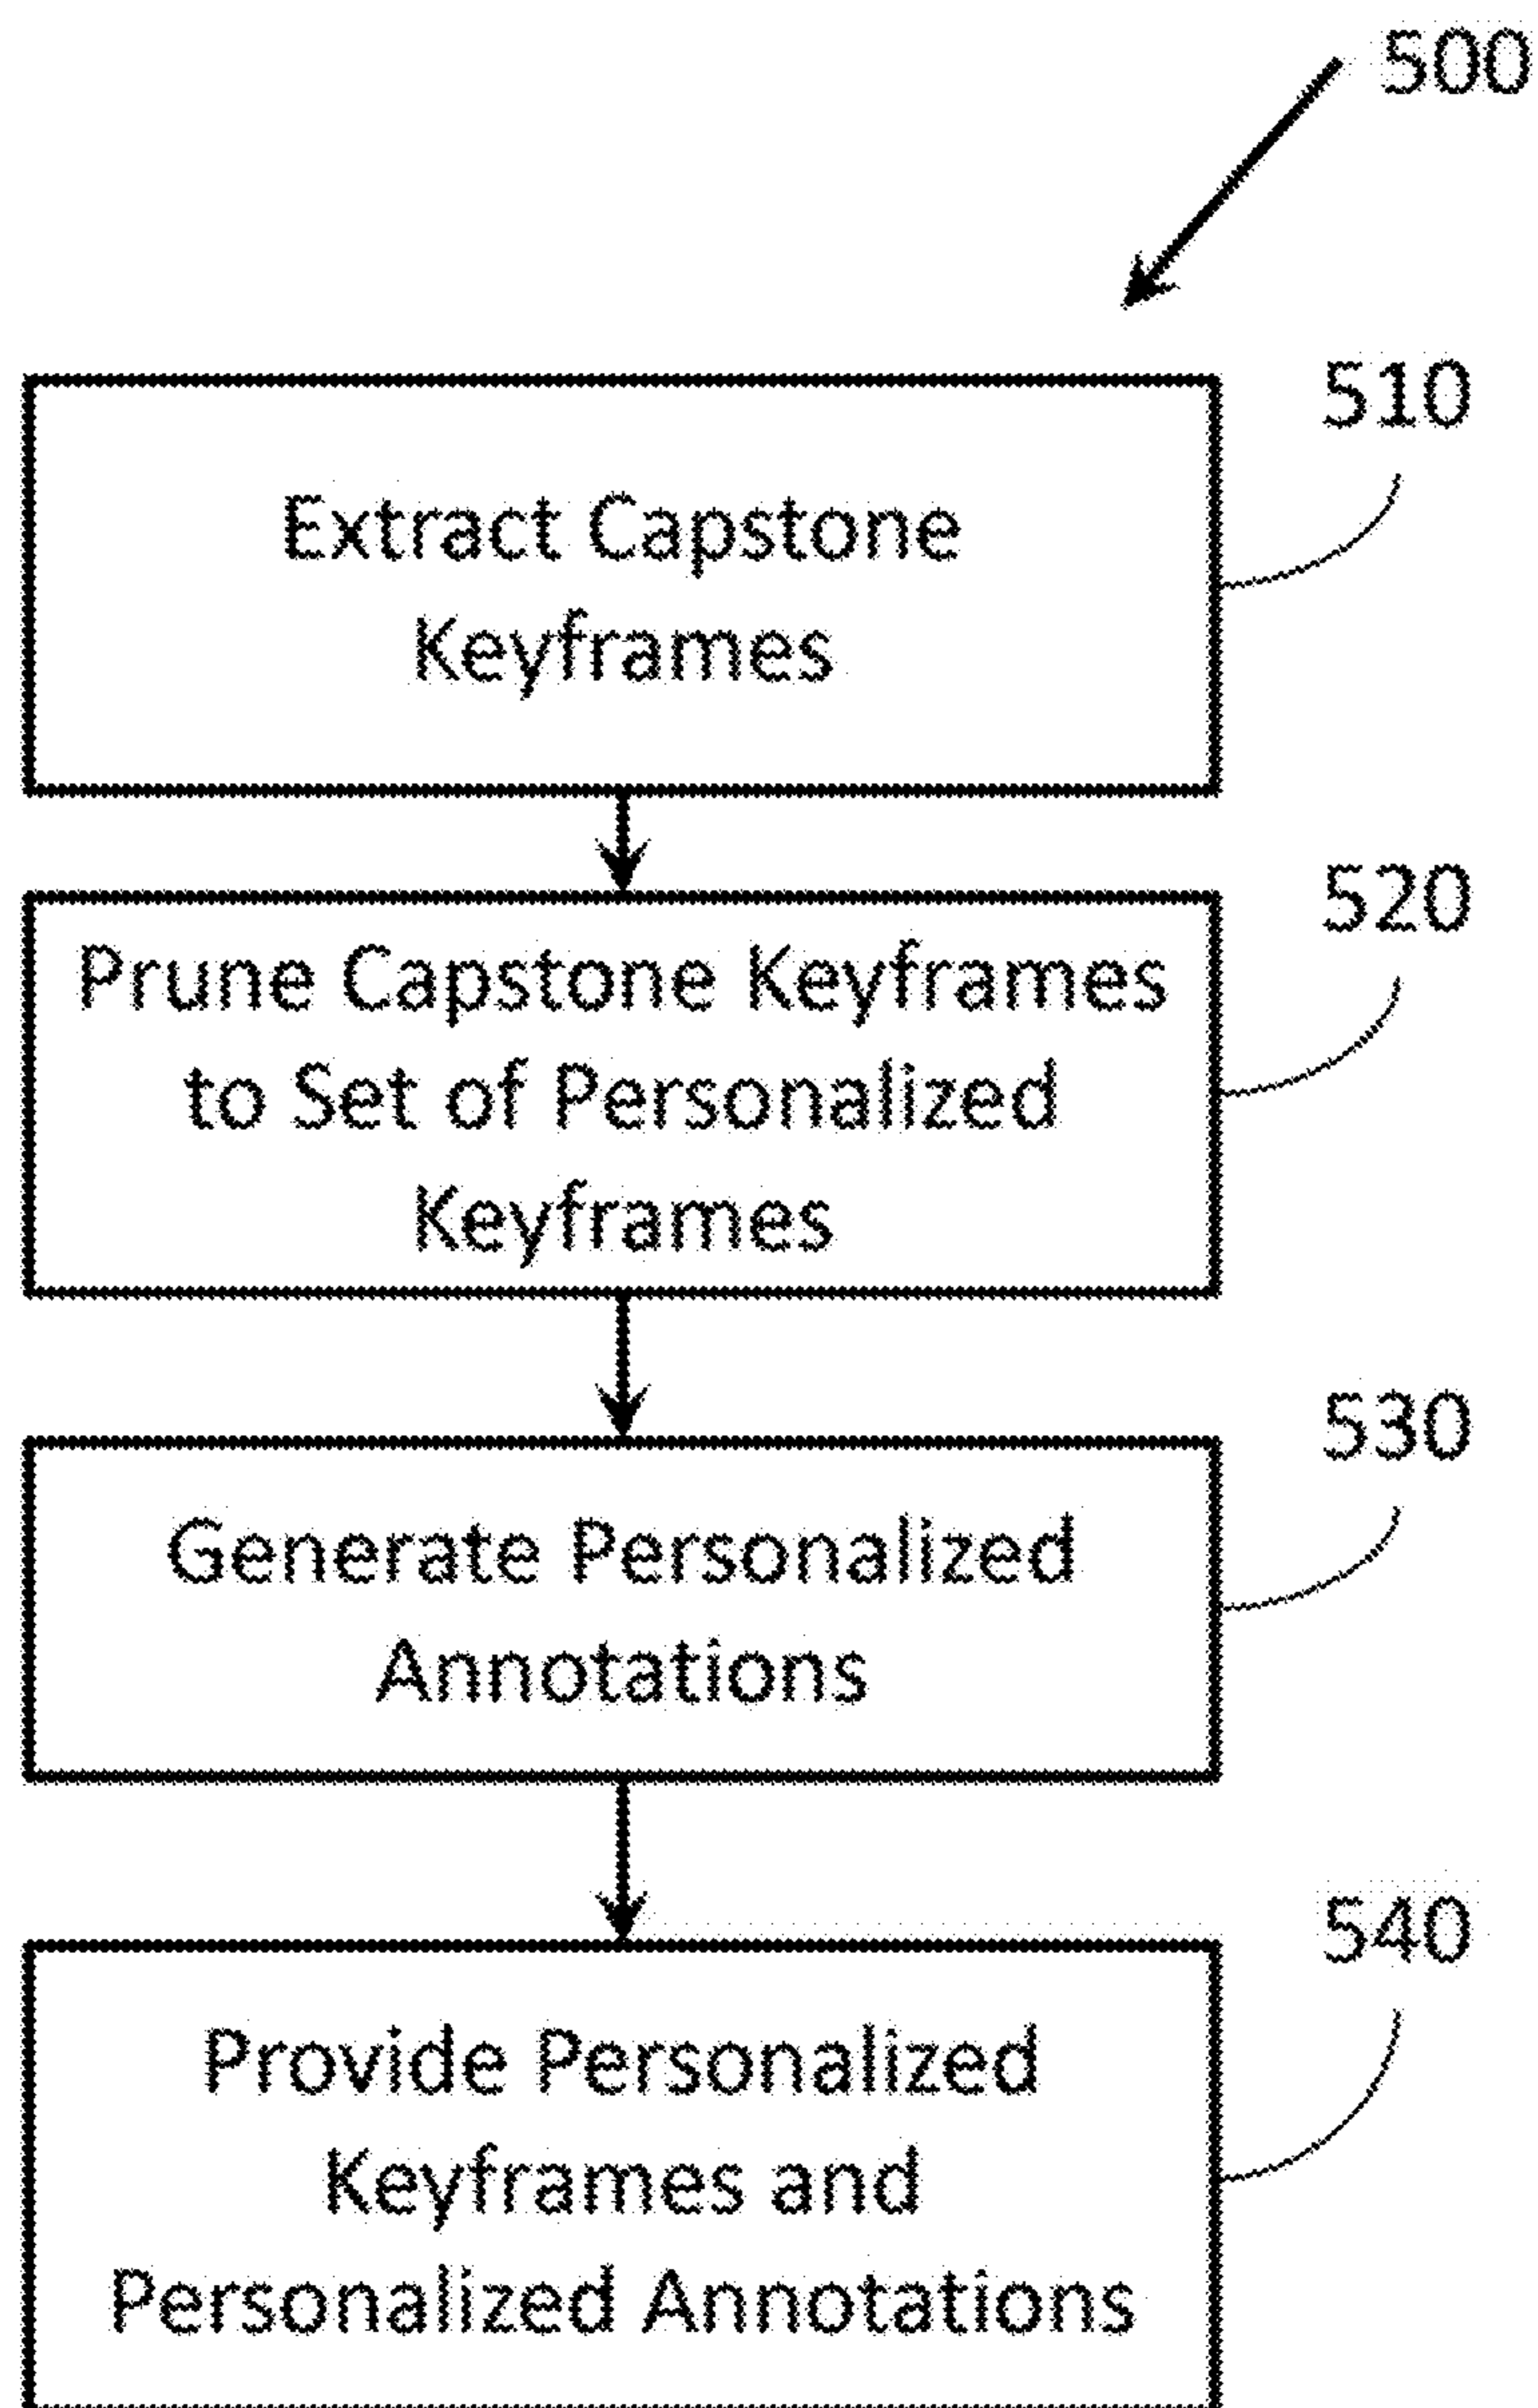 500
510
Extract Capstone
Keyframes
520
Prune Capstone Keyframes
to Set of Personalized
Keyframes
530
Generate Personalized
Annotations
540
Provide Personalized
Keyframes and
Personalized Annotations